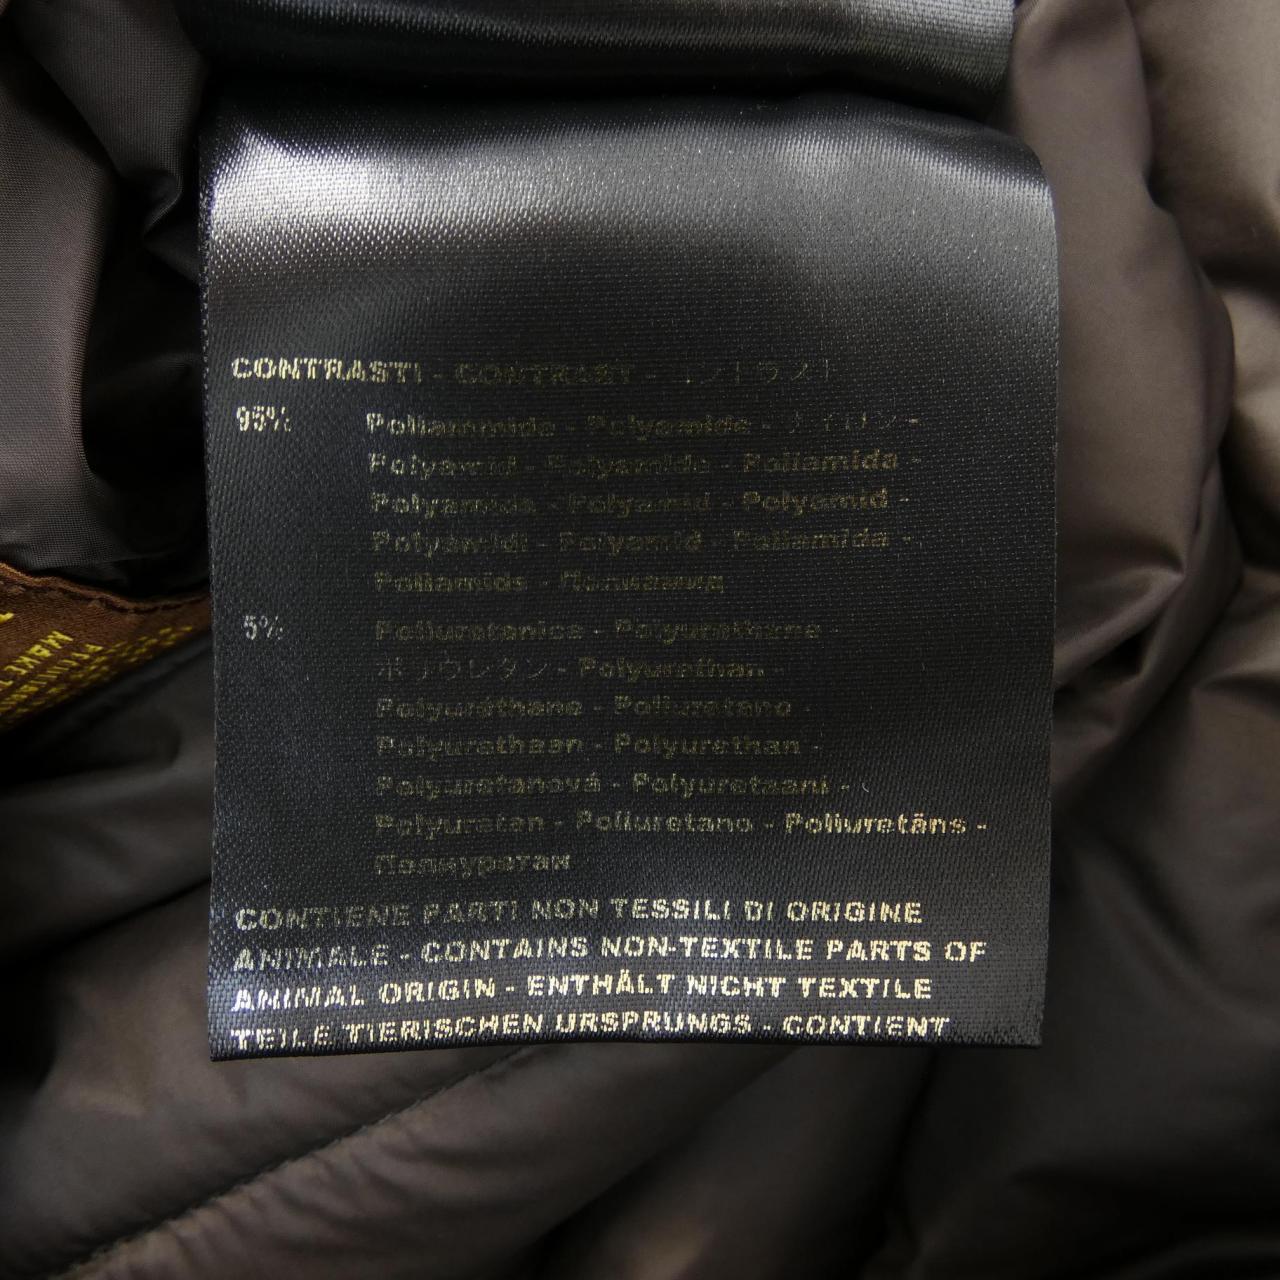 CONTRASTI - CONTRAST - コントラスト
95% Poliammide - Polyamide - ナイロン -
Polyamid - Polyamide - Poliamida -
Polyamida - Polyamid - Polyamid -
Polyamidi - Polyamid - Poliamida -
Poliamīds - Полиамид
5% Poliuretanica - Polyurethane -
ポリウレタン - Polyurethan -
Polyuréthane - Poliuretano -
Polyurethaan - Polyurethan -
Polyuretanová - Polyuretaani -
Polyuretan - Poliuretano - Poliuretāns -
Полиуретан
CONTIENE PARTI NON TESSILI DI ORIGINE
ANIMALE - CONTAINS NON-TEXTILE PARTS OF
ANIMAL ORIGIN - ENTHÄLT NICHT TEXTILE
TEILE TIERISCHEN URSPRUNGS - CONTIENT